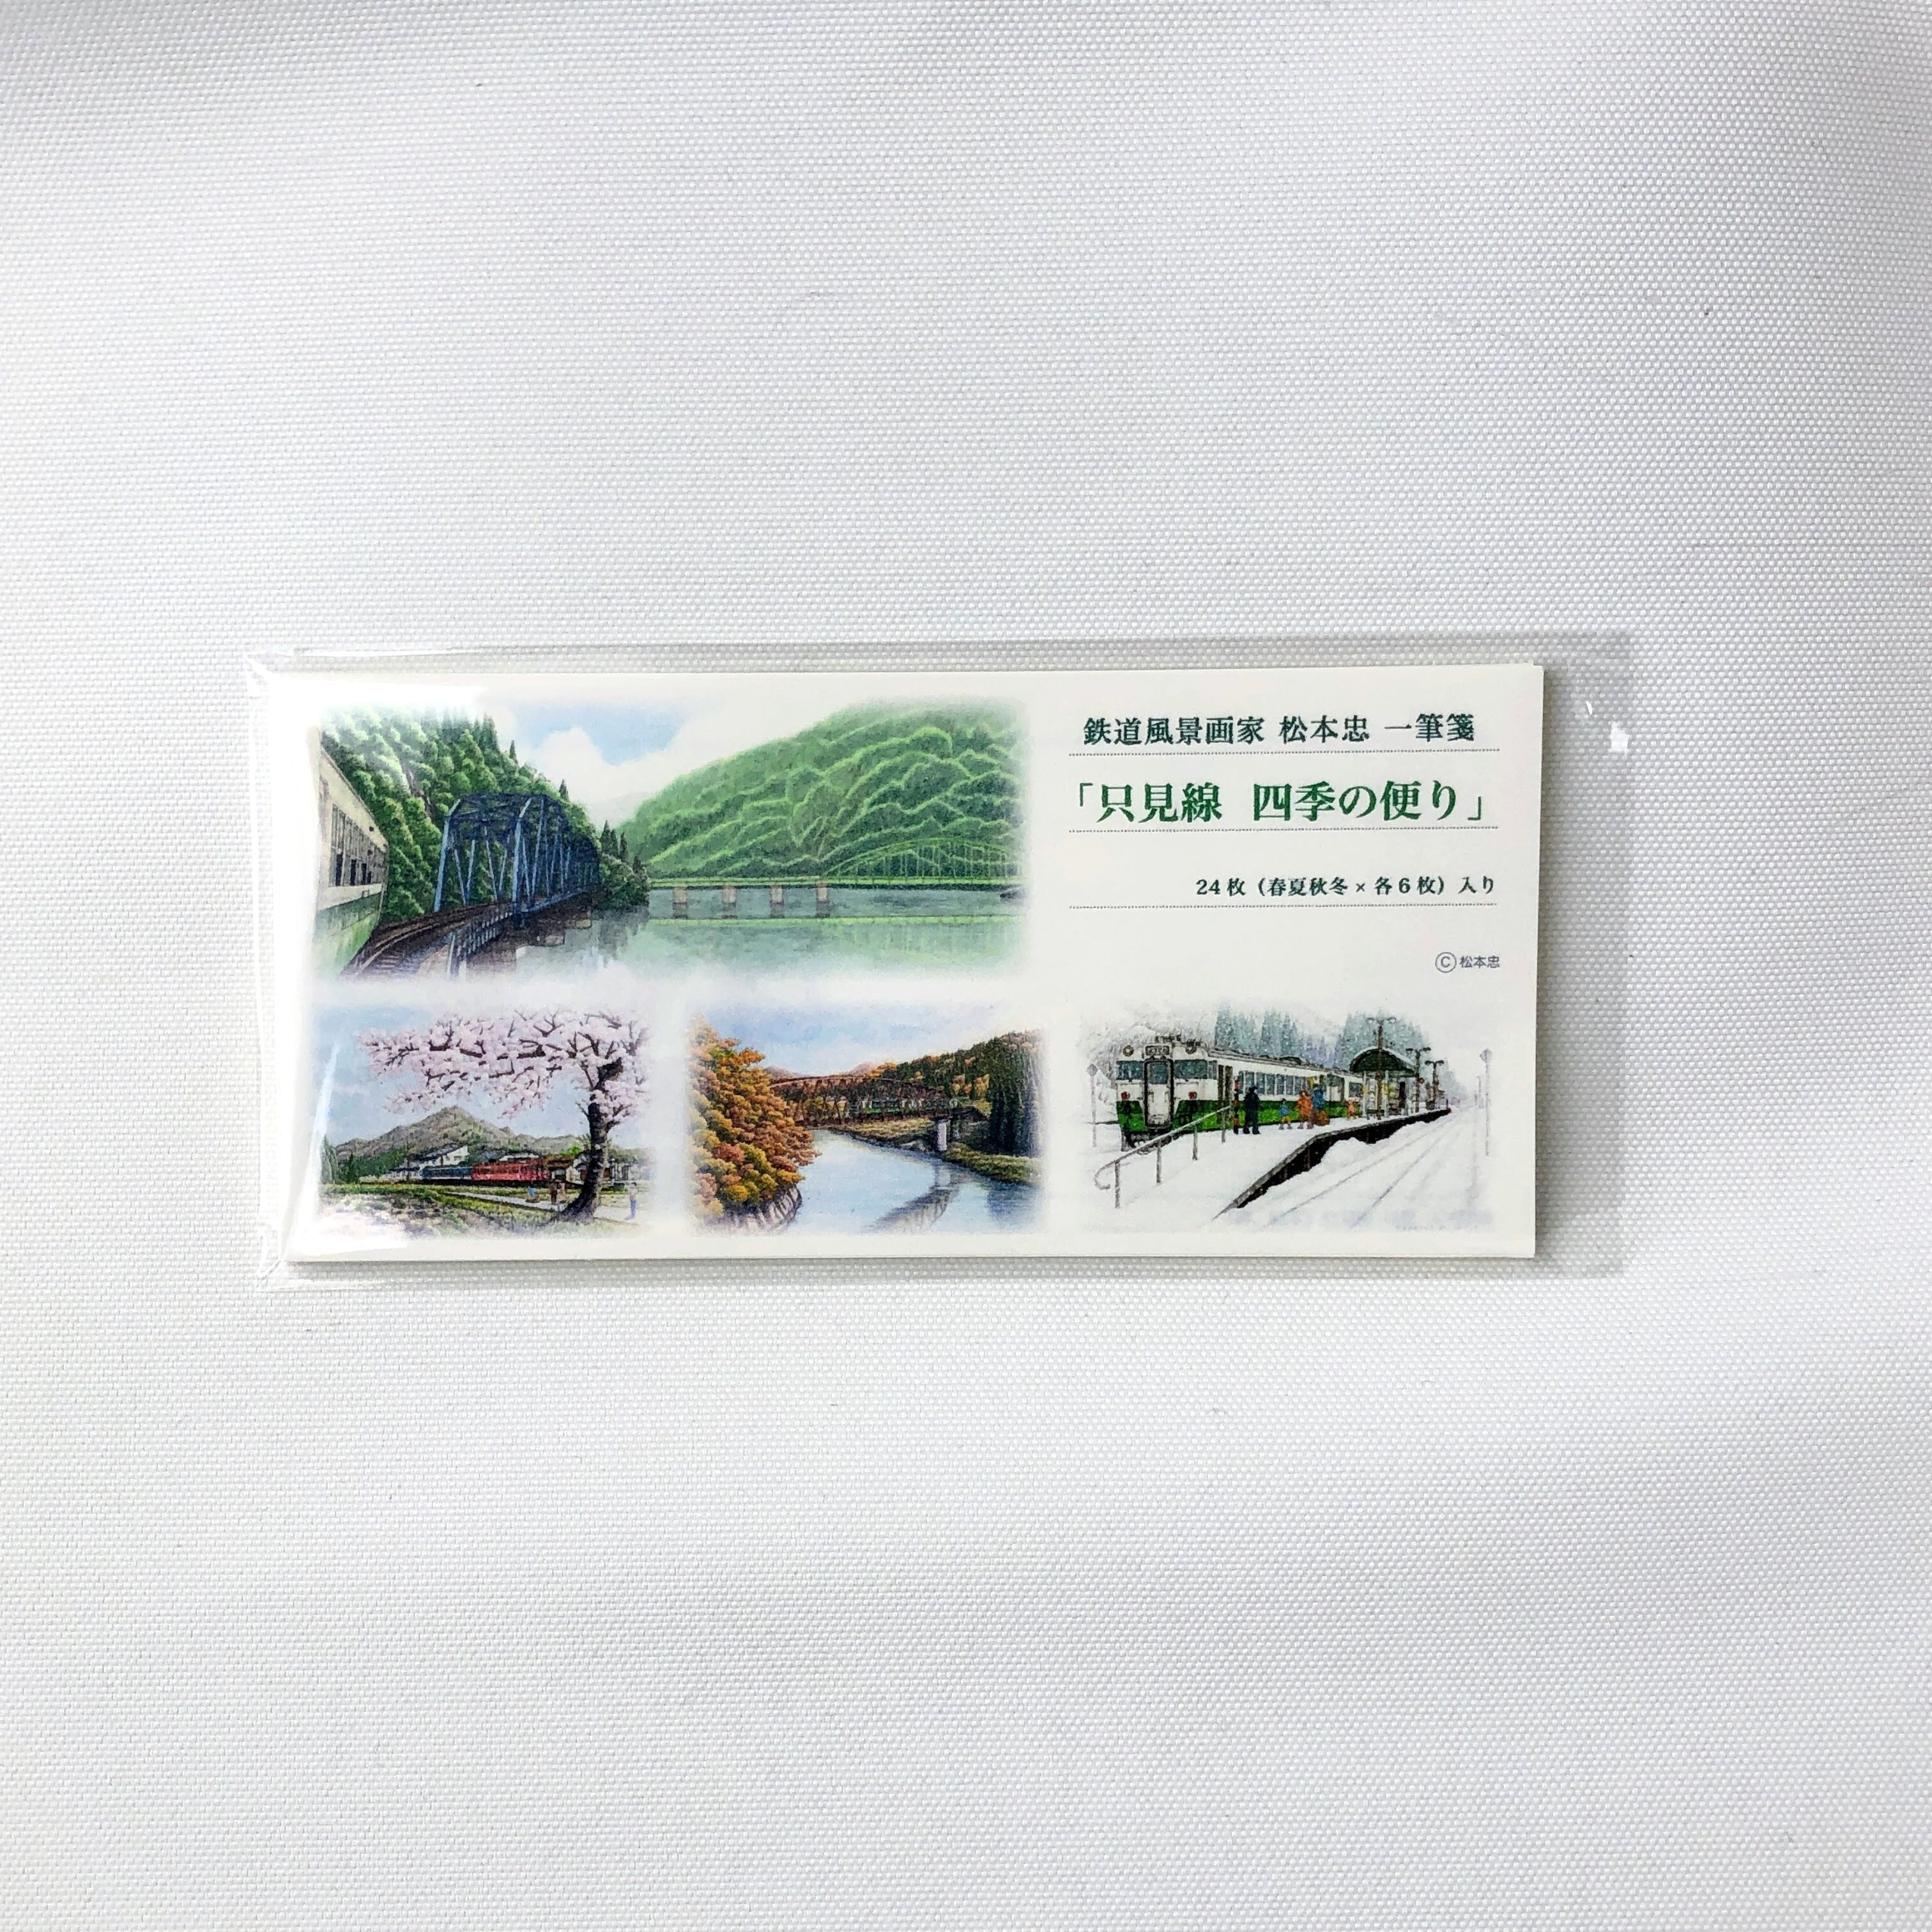 鉄道風景画家 松本忠 一筆箋
「只見線 四季の便り」
24枚（春夏秋冬×各6枚）入り
Ⓒ松本忠